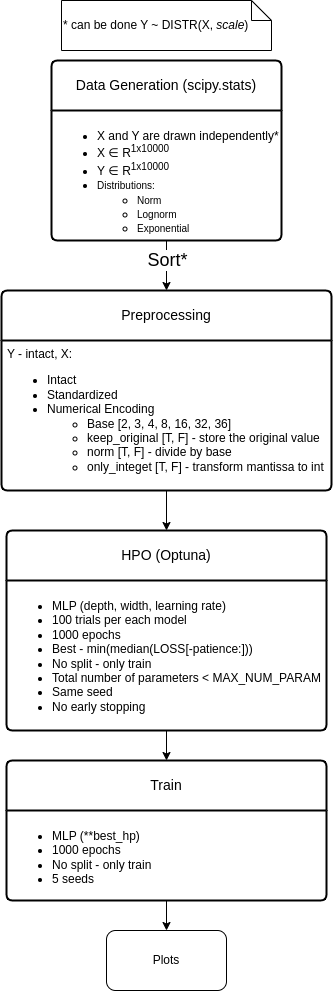 * can be done Y ~ DISTR(X, scale)
Data Generation (scipy.stats)
X and Y are drawn independently*
X ∈ R1x10000
Y ∈ R1x10000
Distributions:
Norm
Lognorm
Exponential
Sort*
Preprocessing
Y - intact, X:
Intact
Standardized
Numerical Encoding
Base [2, 3, 4, 8, 16, 32, 36]
keep_original [T, F] - store the original value
norm [T, F] - divide by base
only_integet [T, F] - transform mantissa to int
HPO (Optuna)
MLP (depth, width, learning rate)
100 trials per each model
1000 epochs
Best - min(median(LOSS[-patience:]))
No split - only train
Total number of parameters < MAX_NUM_PARAM
Same seed
No early stopping
Train
MLP (**best_hp)
1000 epochs
No split - only train
5 seeds
Plots